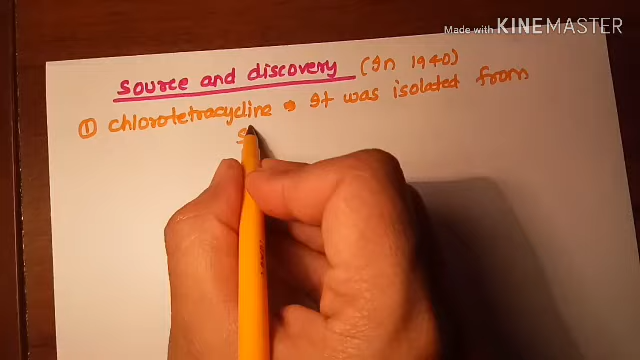 Made with KINEMASTER
Source and discovery (In 1940)
① chlorotetracycline • It was isolated from
S